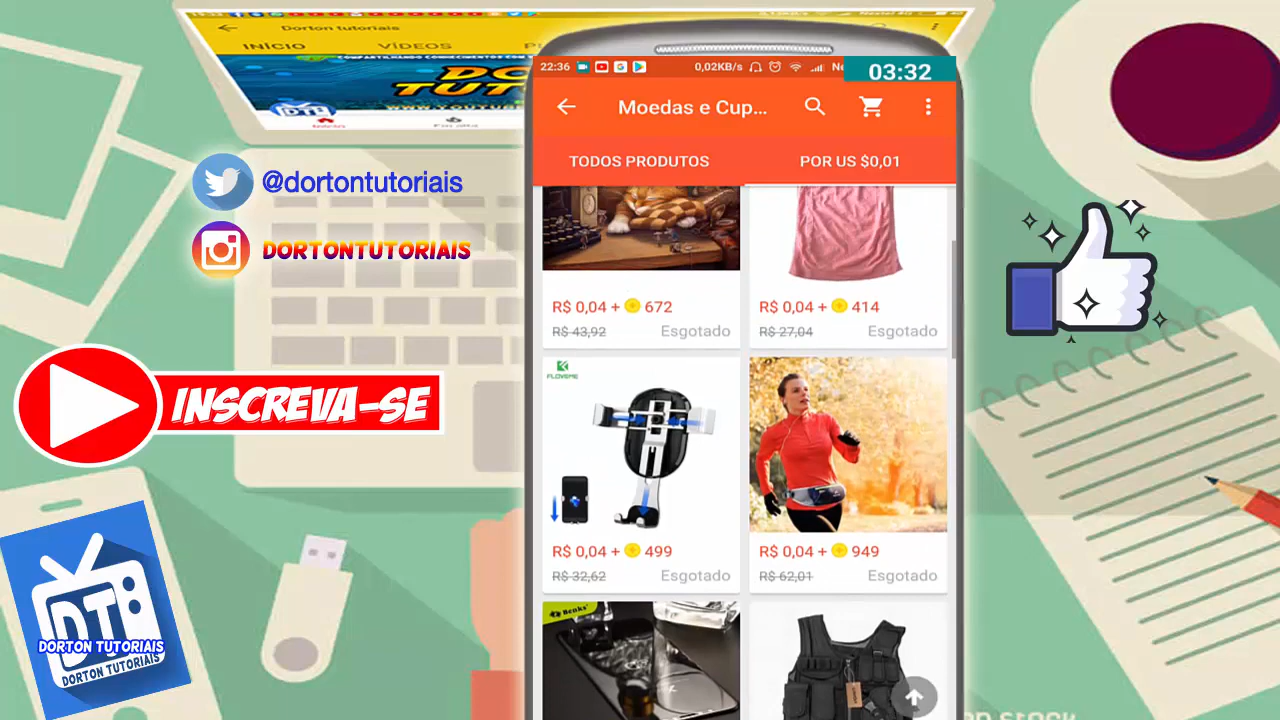 Dorton tutoriais
INÍCIO
VÍDEOS
@dortontutoriais
DORTONTUTORIAIS
INSCREVA-SE
DT
DORTON TUTORIAIS
DORTON TUTORIAIS
22:36
0,02KB/s
03:32
Moedas e Cup...
TODOS PRODUTOS
POR US $0,01
R$ 0,04 + 672
R$ 43,92
Esgotado
R$ 0,04 + 414
R$ 27,04
Esgotado
FLOVEME
R$ 0,04 + 499
R$ 32,62
Esgotado
R$ 0,04 + 949
R$ 62,01
Esgotado
Benks